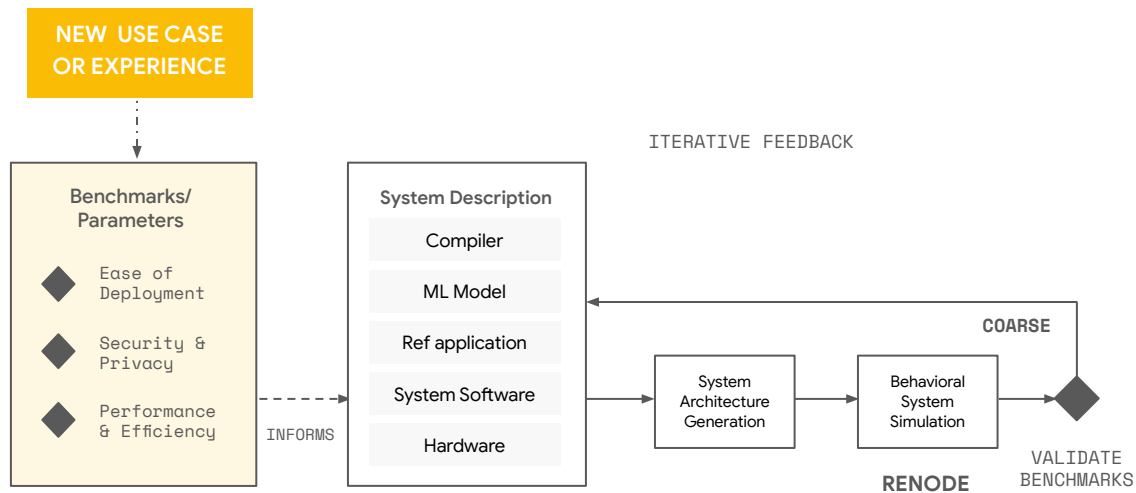 NEW USE CASE
OR EXPERIENCE
ITERATIVE FEEDBACK
Benchmarks/
Parameters
Ease of
Deployment
Security &
Privacy
Performance
& Efficiency
INFORMS
System Description
Compiler
ML Model
Ref application
System Software
Hardware
System
Architecture
Generation
Behavioral
System
Simulation
RENODE
COARSE
VALIDATE
BENCHMARKS